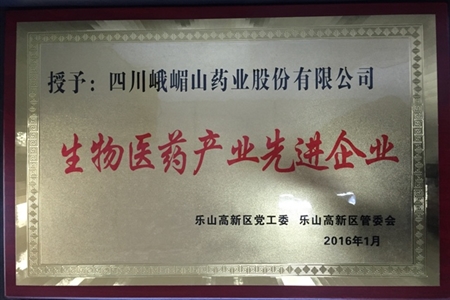 授予：四川峨嵋山药业股份有限公司
生物医药产业先进企业
乐山高新区党工委 乐山高新区管委会
2016年1月